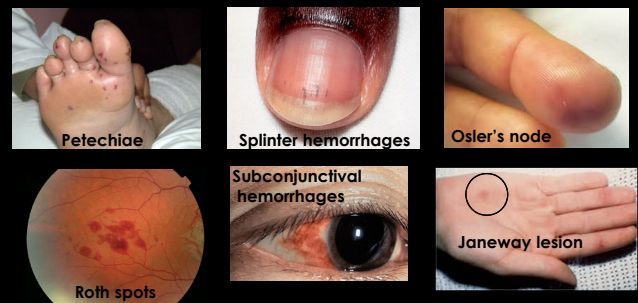 Petechiae
Splinter hemorrhages
Osler's node
Subconjunctival
hemorrhages
Janeway lesion
Roth spots